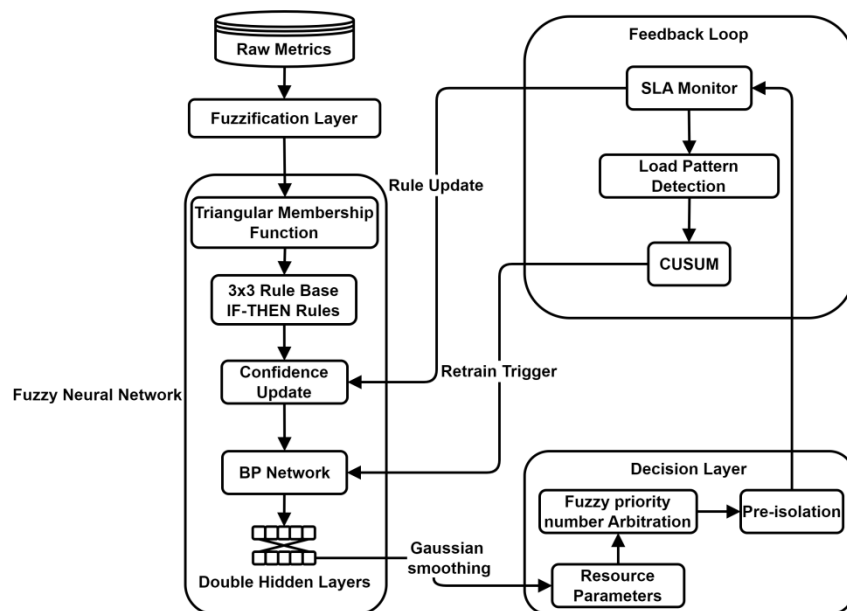 Raw Metrics
Fuzzification Layer
Triangular Membership
Function
3x3 Rule Base
IF-THEN Rules
Confidence
Update
Fuzzy Neural Network
BP Network
Double Hidden Layers
Rule Update
Retrain Trigger
Gaussian
smoothing
Feedback Loop
SLA Monitor
Load Pattern
Detection
CUSUM
Decision Layer
Fuzzy priority
number Arbitration
Pre-isolation
Resource
Parameters